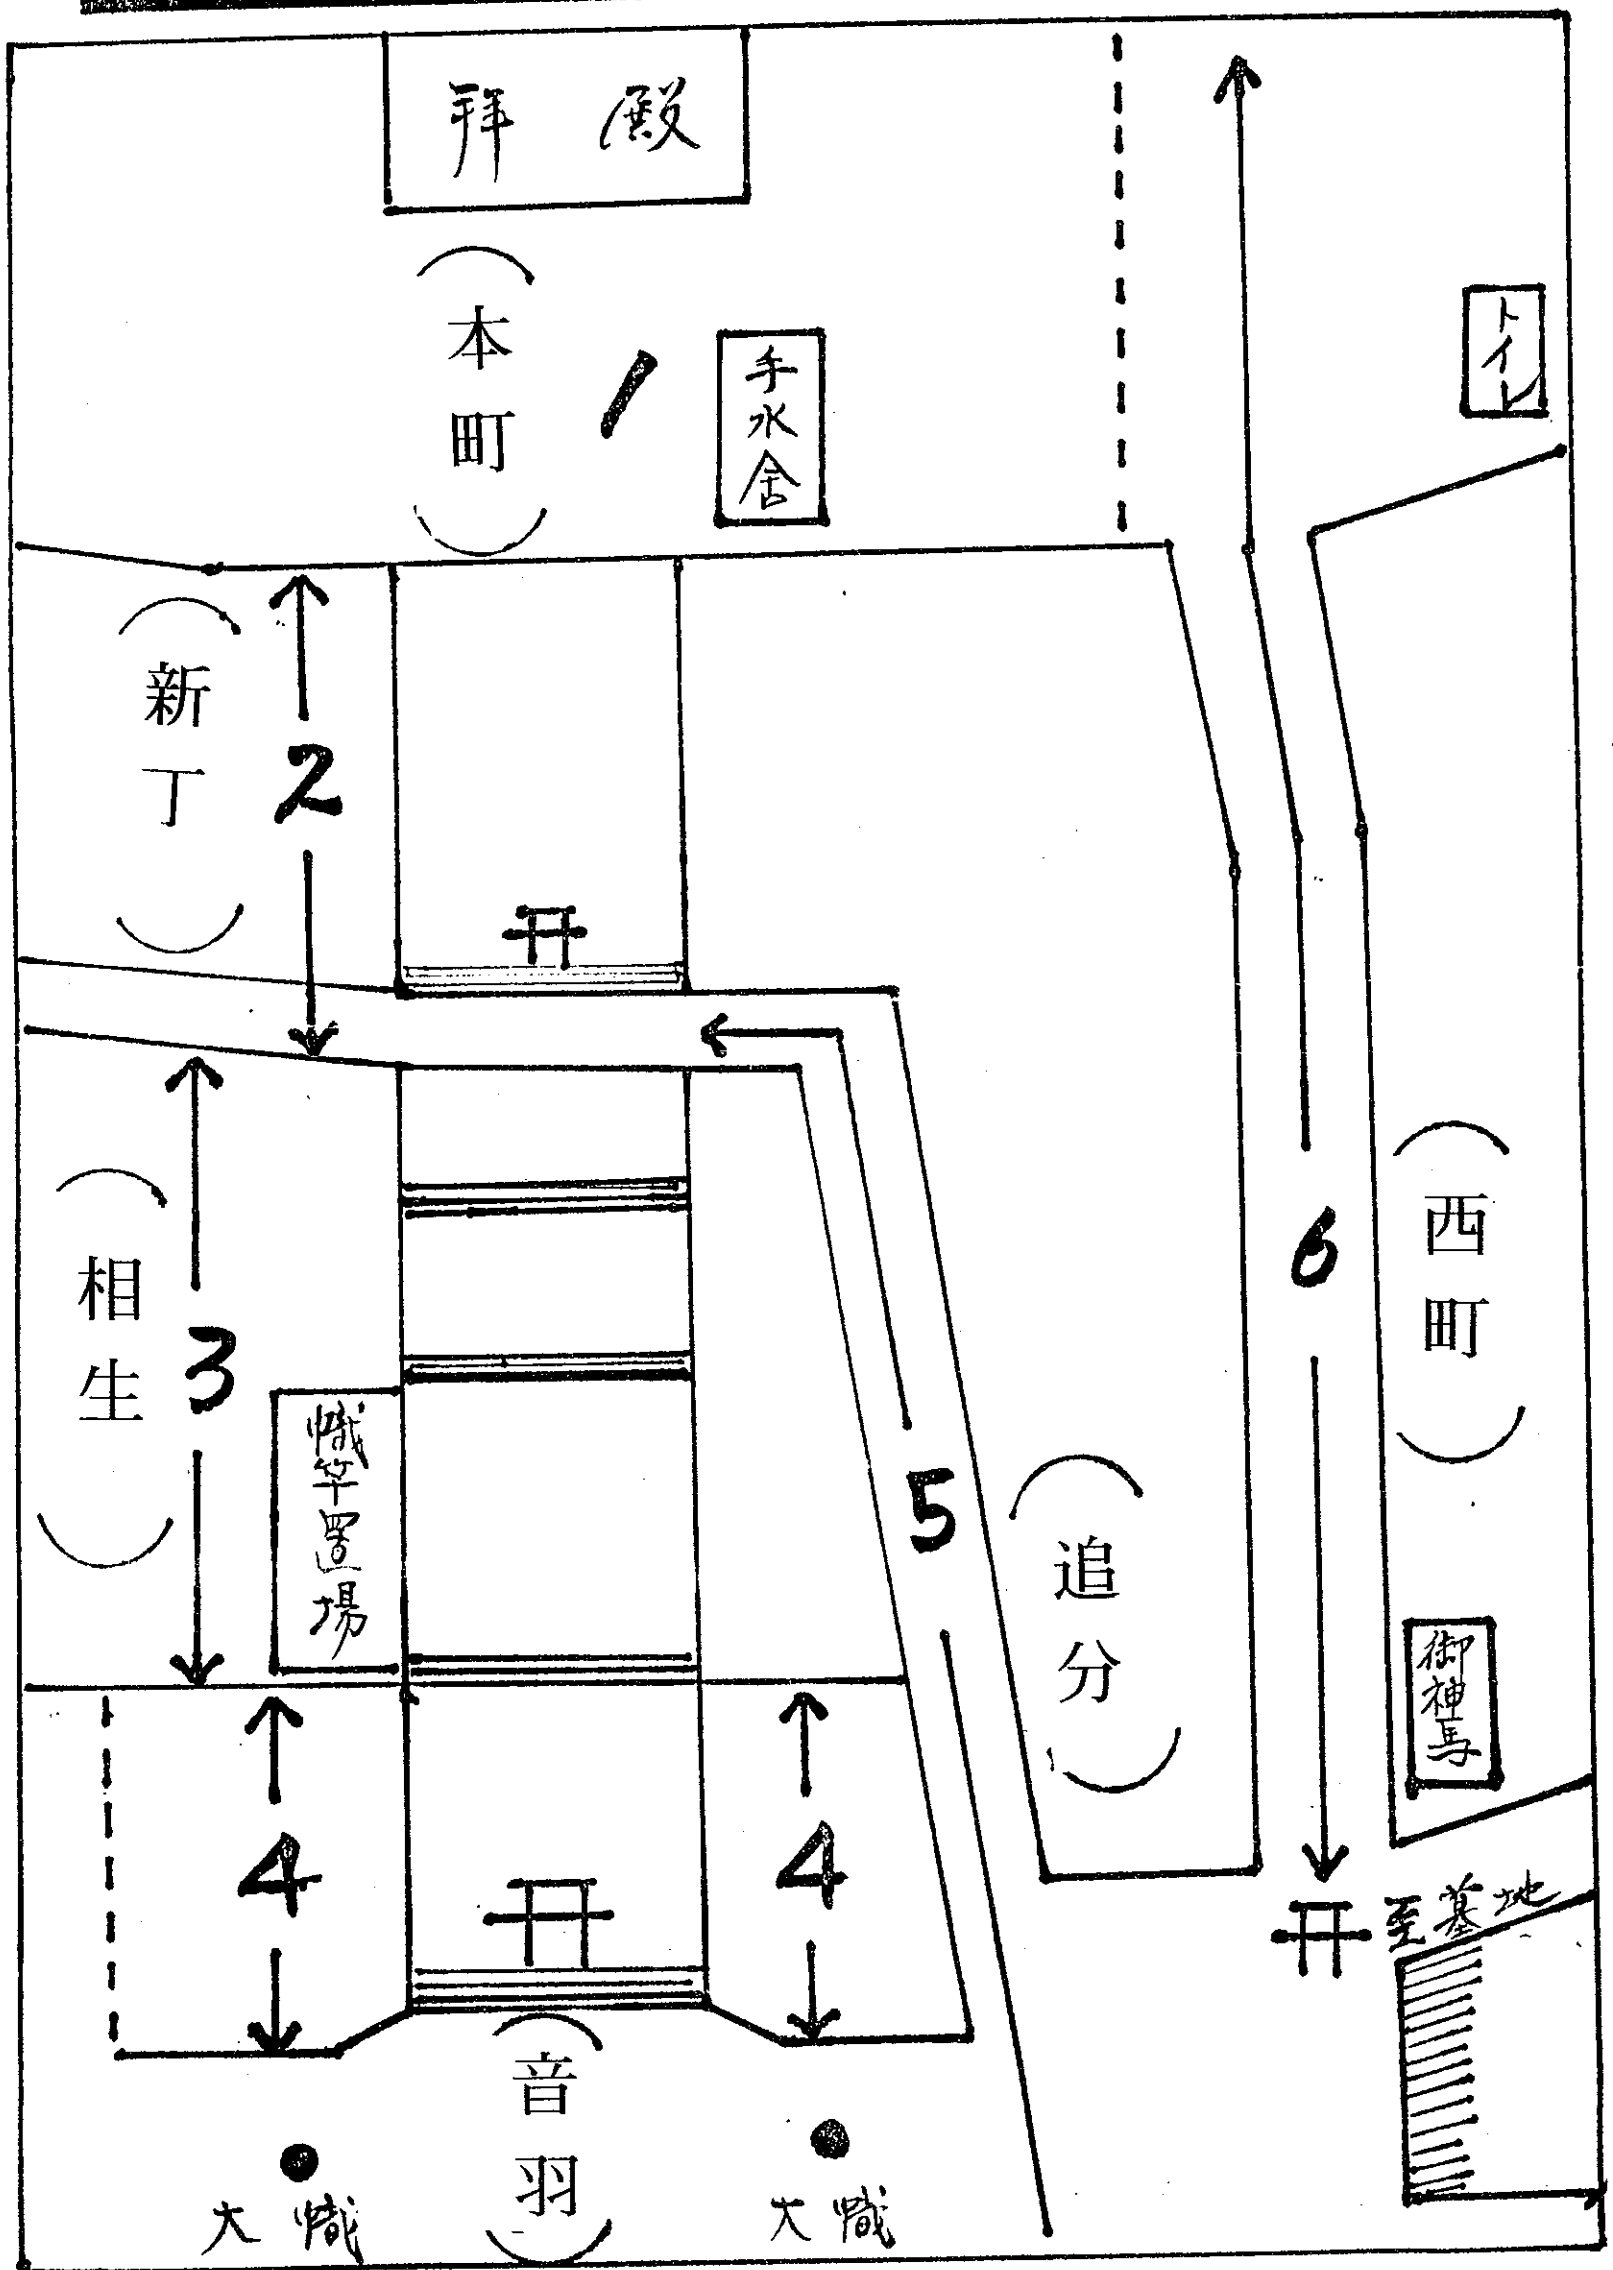 拝殿
(本町)
1
手水舎
トイレ
(新丁)
2
(相生)
3
幟竿置場
5
(追分)
6
(西町)
御神馬
4
4
至墓地
(音羽)
大幟
大幟